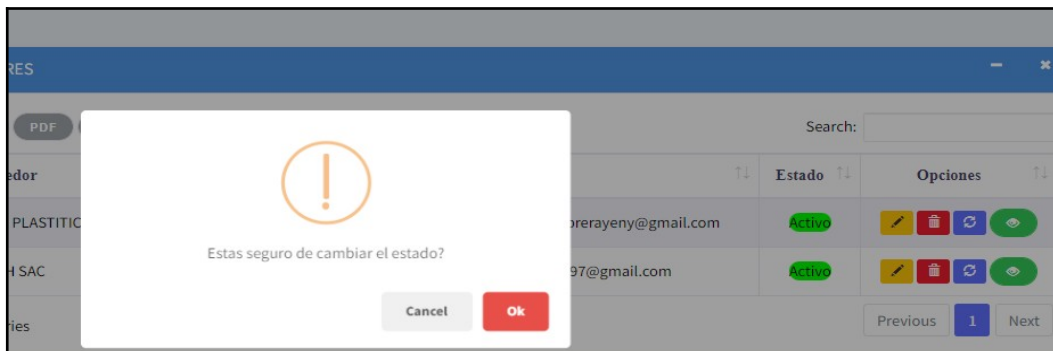 RES
PDF
Search:
edor Estado Opciones
PLASTITIC orerayeny@gmail.com Activo
H SAC 97@gmail.com Activo
ries Previous 1 Next
Estas seguro de cambiar el estado?
Cancel Ok